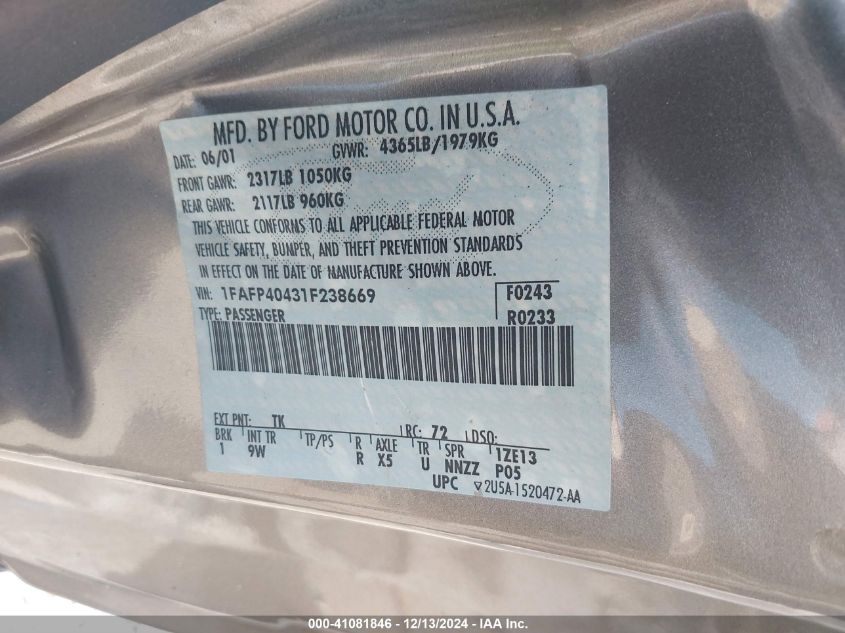 MFD. BY FORD MOTOR CO. IN U.S.A.
DATE: 06/01 GVWR: 4365LB/1979KG
FRONT GAWR: 2317LB 1050KG
REAR GAWR: 2117LB 960KG
THIS VEHICLE CONFORMS TO ALL APPLICABLE FEDERAL MOTOR
VEHICLE SAFETY, BUMPER, AND THEFT PREVENTION STANDARDS
IN EFFECT ON THE DATE OF MANUFACTURE SHOWN ABOVE.
VIN: 1FAFP40431F238669 F0243
TYPE: PASSENGER R0233
EXT PNT: TK RC: 72 DSO:
BRK INT TR TP/PS R AXLE TR SPR 1ZE13
1 9W R X5 U NNZZ P05
UPC ▽2U5A-1520472-AA
000-41081846 - 12/13/2024 - IAA Inc.